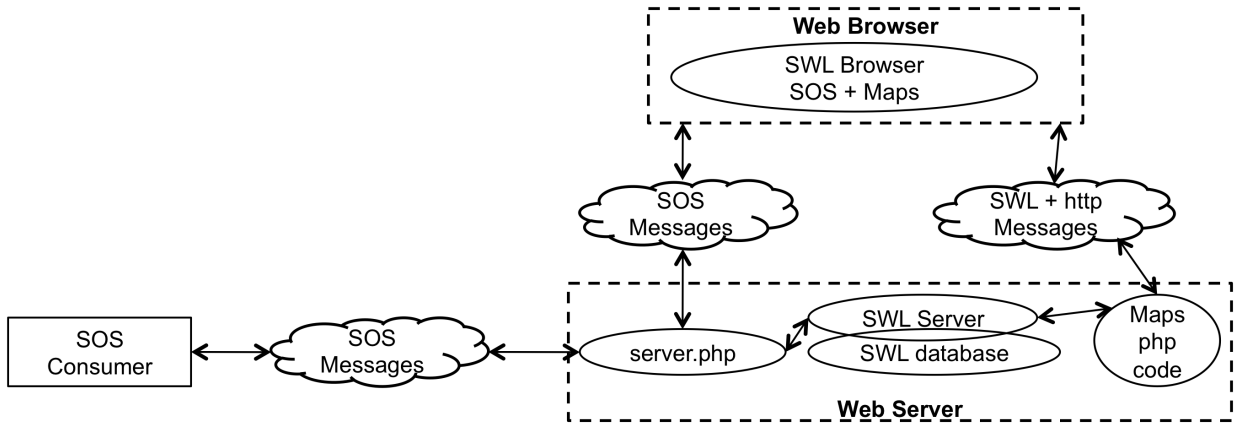 Web Browser
SWL Browser
SOS + Maps
SOS
Messages
SWL + http
Messages
SOS
Consumer
SOS
Messages
server.php
SWL Server
SWL database
Maps
php
code
Web Server